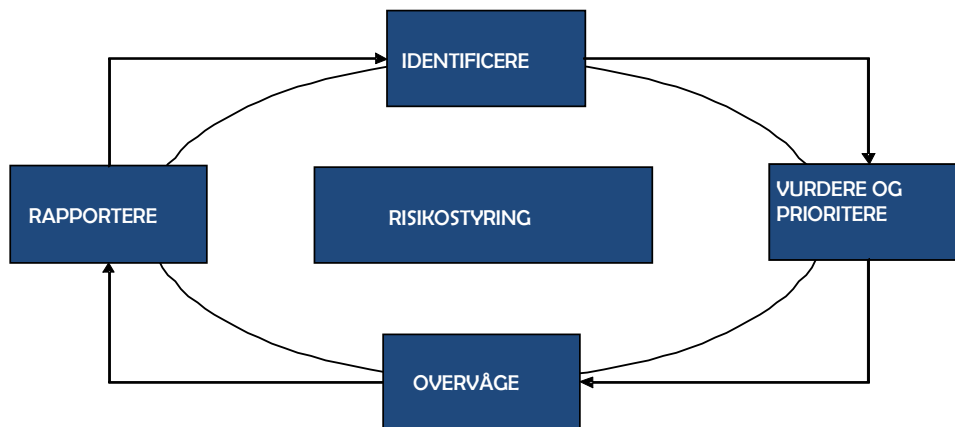 IDENTIFICERE
RAPPORTERE
RISIKOSTYRING
VURDERE OG
PRIORITERE
OVERVÅGE